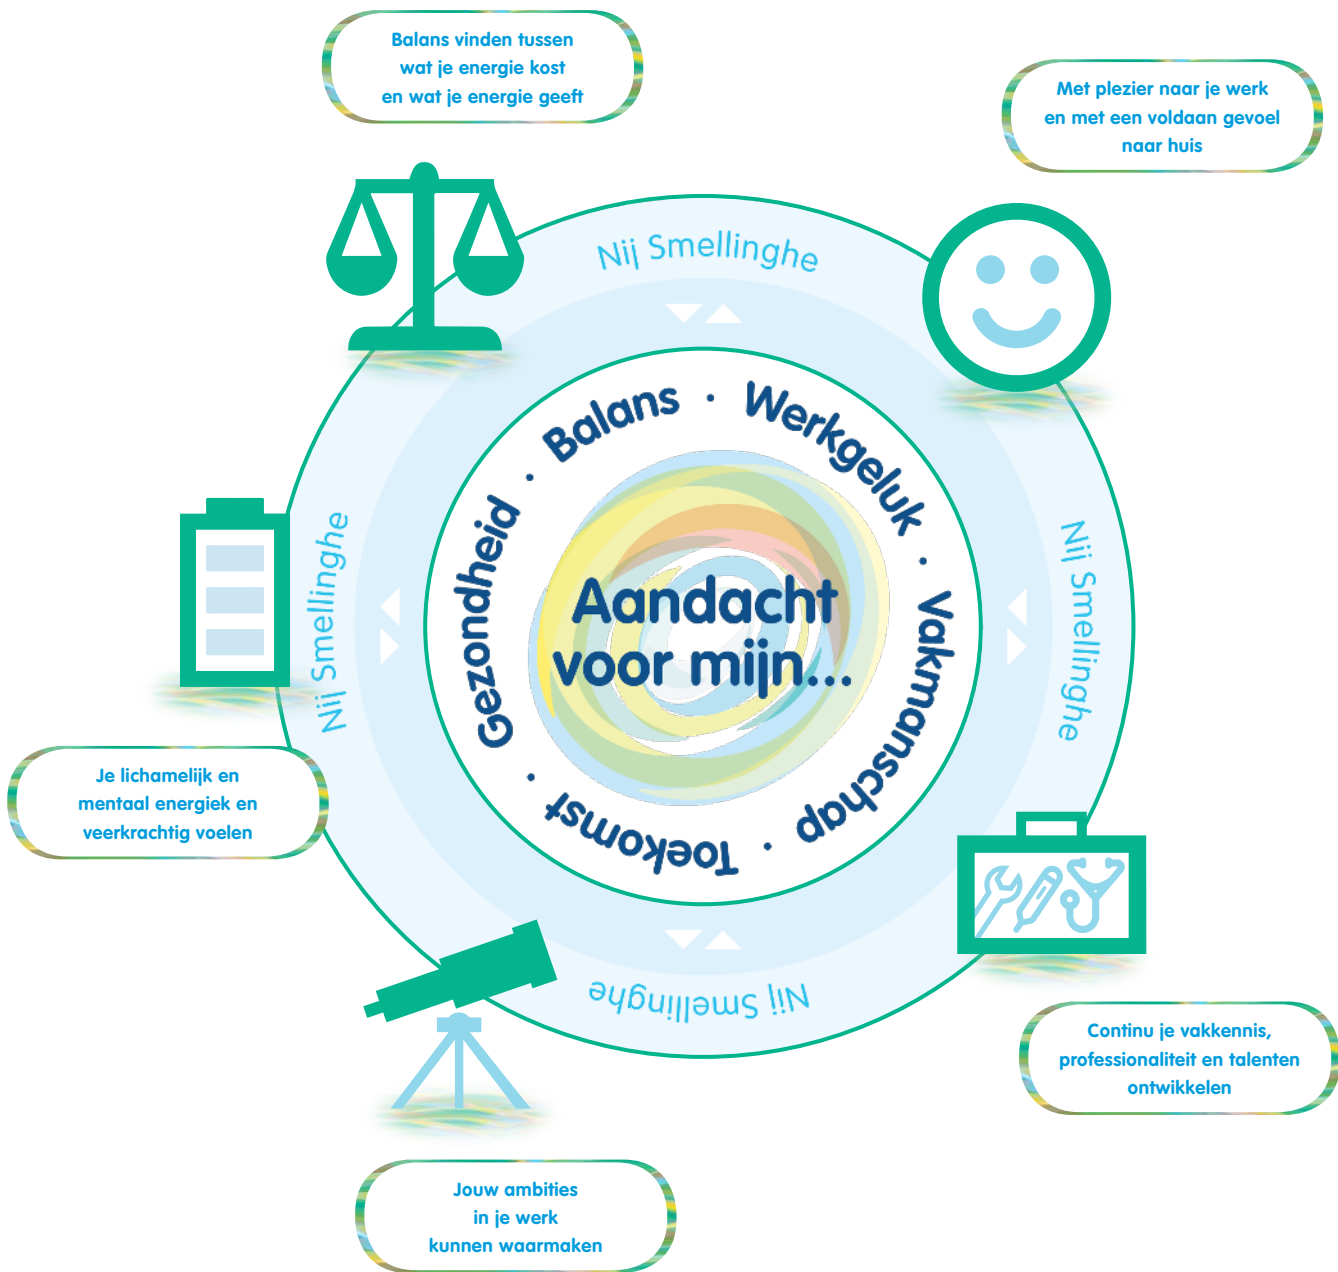 Balans vinden tussen
wat je energie kost
en wat je energie geeft
Met plezier naar je werk
en met een voldaan gevoel
naar huis
Nij Smellinghe
Nij Smellinghe
Nij Smellinghe
Nij Smellinghe
Gezondheid · Balans · Werkgeluk · Vakmanschap · Toekomst ·
Aandacht
voor mijn...
Je lichamelijk en
mentaal energiek en
veerkrachtig voelen
Continu je vakkennis,
professionaliteit en talenten
ontwikkelen
Jouw ambities
in je werk
kunnen waarmaken